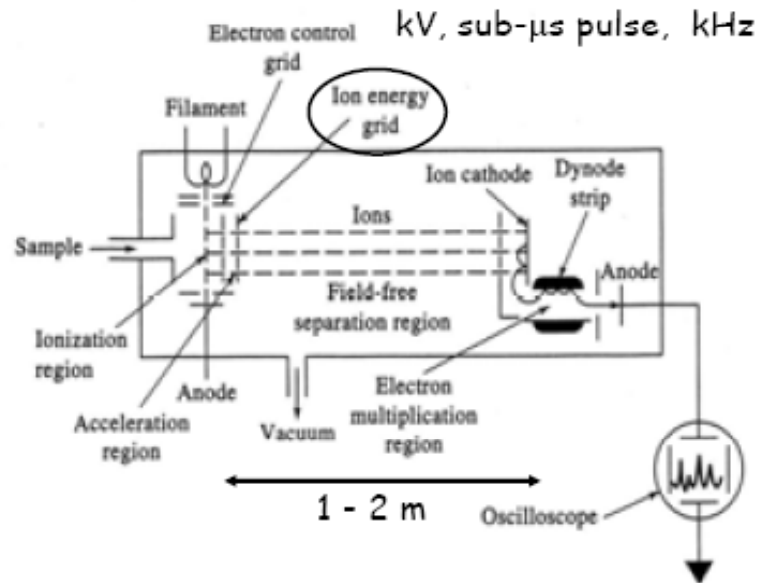 kV, sub-μs pulse, kHz
Electron control
grid
Filament
Ion energy
grid
Ion cathode
Dynode
strip
Ions
Sample
Anode
Field-free
separation region
Ionization
region
Anode
Acceleration
region
Vacuum
Electron
multiplication
region
1 - 2 m
Oscilloscope